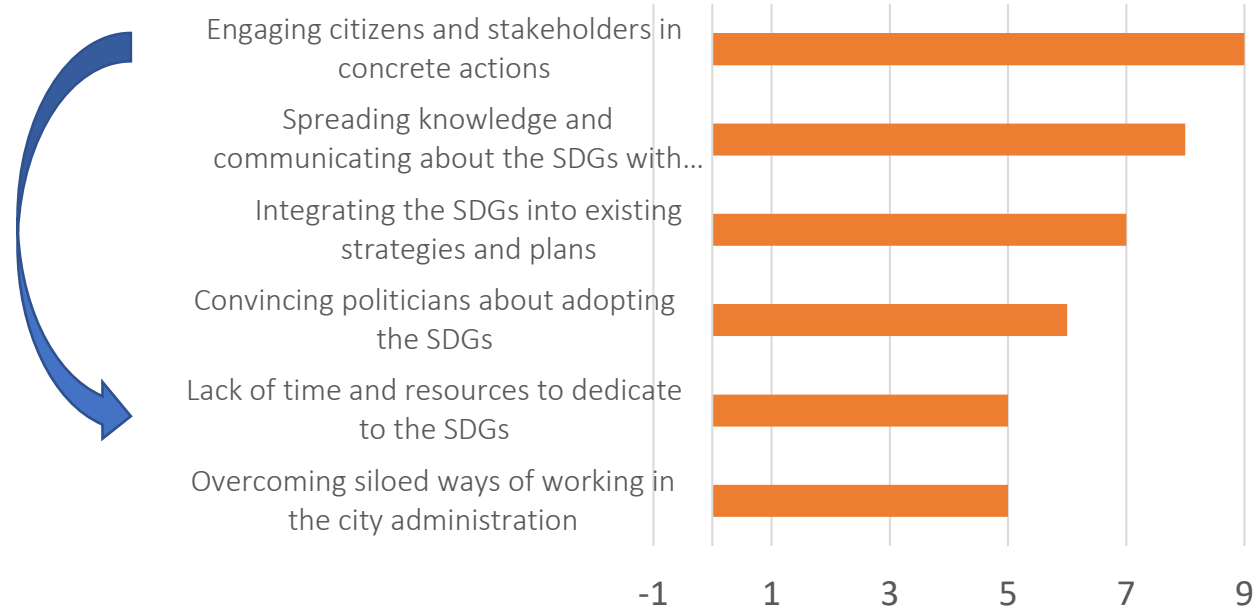 Engaging citizens and stakeholders in
concrete actions
Spreading knowledge and
communicating about the SDGs with...
Integrating the SDGs into existing
strategies and plans
Convincing politicians about adopting
the SDGs
Lack of time and resources to dedicate
to the SDGs
Overcoming siloed ways of working in
the city administration
-1 1 3 5 7 9